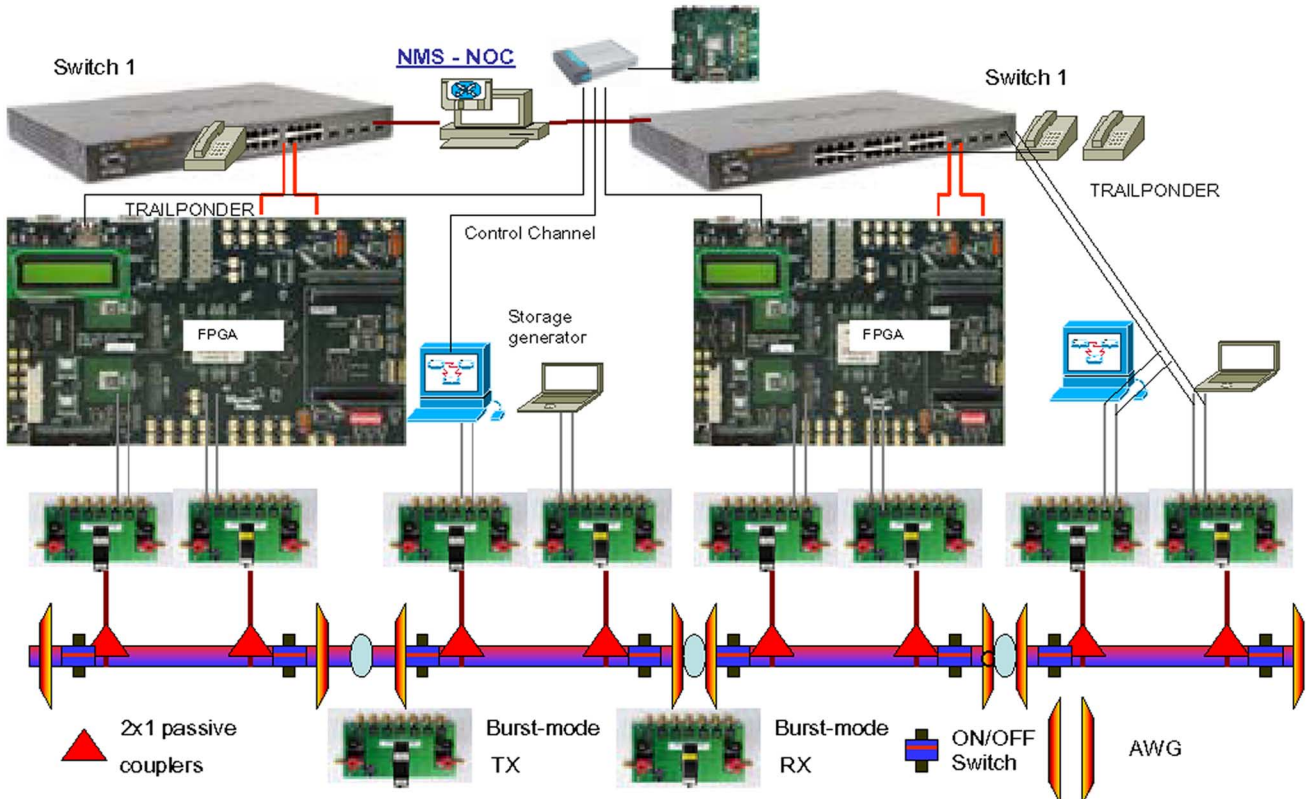 NMS - NOC
Switch 1
Switch 1
TRAILPONDER
TRAILPONDER
Control Channel
FPGA
Storage
generator
FPGA
2x1 passive
couplers
Burst-mode
TX
Burst-mode
RX
ON/OFF
Switch
AWG